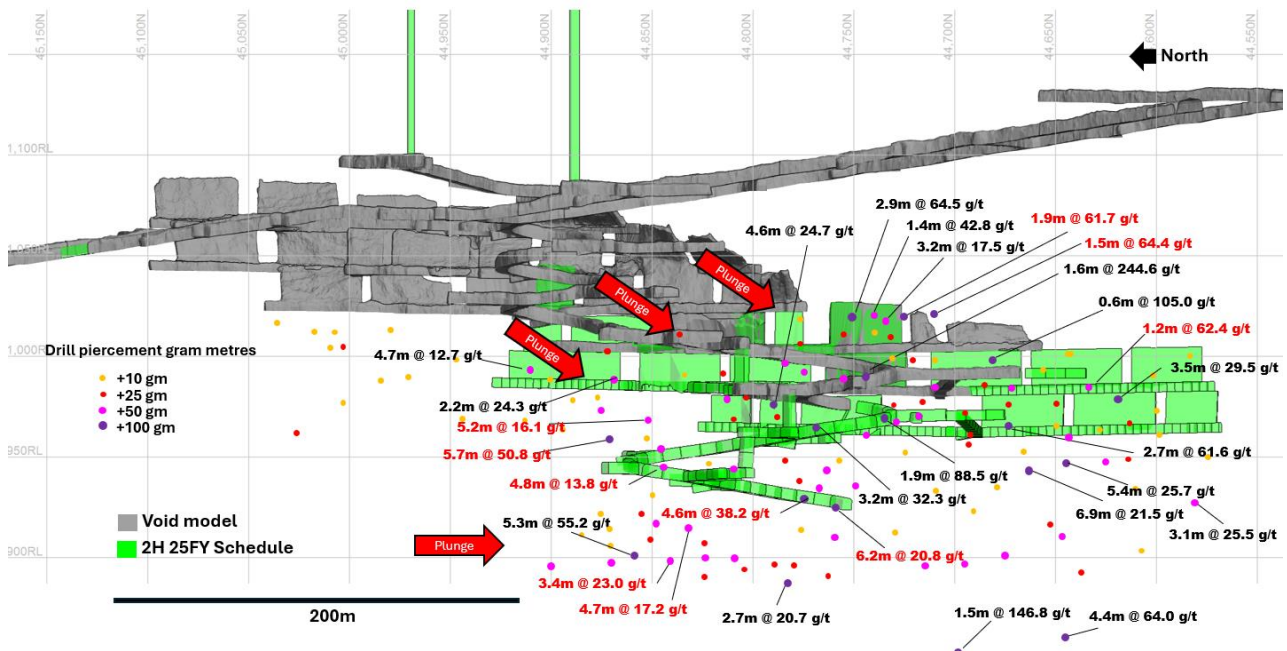 45,150N
45,100N
45,050N
45,000N
44,950N
44,900N
44,850N
44,800N
44,750N
44,700N
44,650N
44,600N
44,550N
North
1,100RL
2.9m @ 64.5 g/t
1.4m @ 42.8 g/t
3.2m @ 17.5 g/t
1.9m @ 61.7 g/t
4.6m @ 24.7 g/t
1.5m @ 64.4 g/t
1.6m @ 244.6 g/t
1,050RL
Plunge
Plunge
Plunge
0.6m @ 105.0 g/t
1.2m @ 62.4 g/t
1,000RL
Drill piercement gram metres
+10 gm
+25 gm
+50 gm
+100 gm
4.7m @ 12.7 g/t
3.5m @ 29.5 g/t
2.2m @ 24.3 g/t
5.2m @ 16.1 g/t
5.7m @ 50.8 g/t
950RL
2.7m @ 61.6 g/t
1.9m @ 88.5 g/t
4.8m @ 13.8 g/t
3.2m @ 32.3 g/t
5.4m @ 25.7 g/t
4.6m @ 38.2 g/t
6.9m @ 21.5 g/t
Void model
2H 25FY Schedule
5.3m @ 55.2 g/t
3.1m @ 25.5 g/t
Plunge
900RL
6.2m @ 20.8 g/t
3.4m @ 23.0 g/t
4.7m @ 17.2 g/t
200m
2.7m @ 20.7 g/t
1.5m @ 146.8 g/t
4.4m @ 64.0 g/t